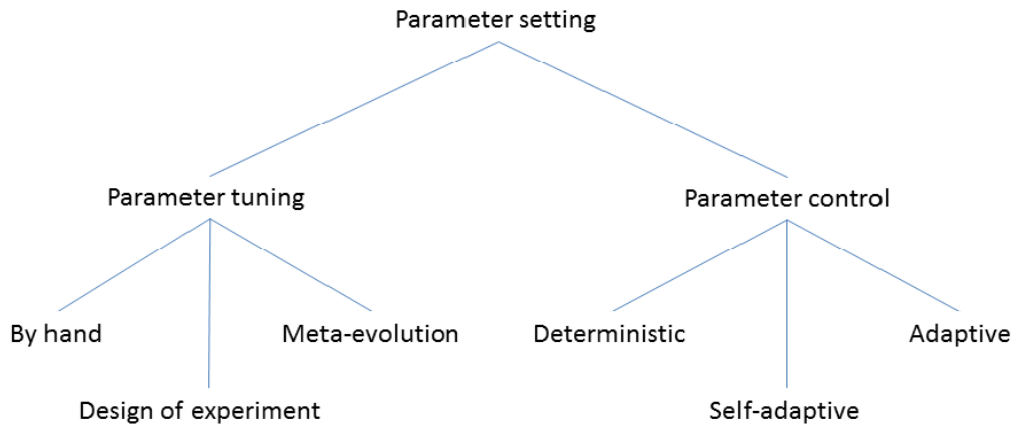 Parameter setting
Parameter tuning
Parameter control
By hand
Meta-evolution
Deterministic
Adaptive
Design of experiment
Self-adaptive